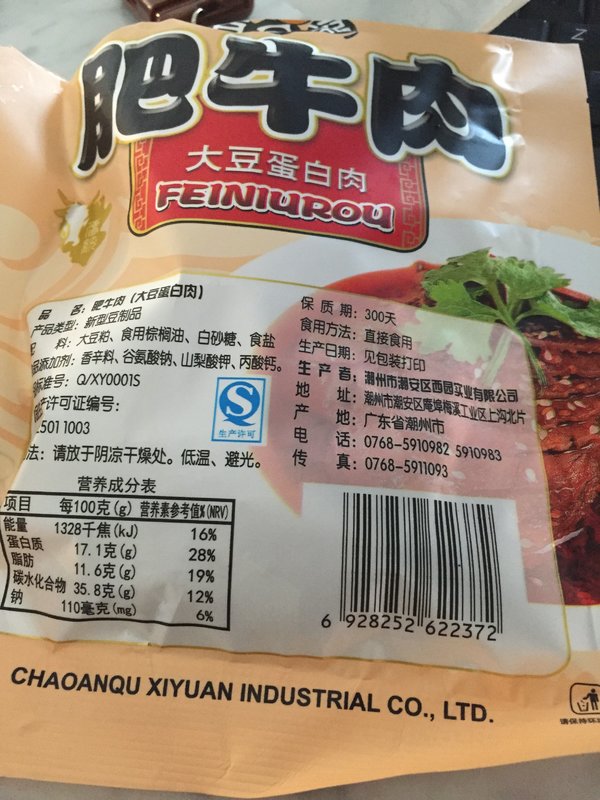 肥牛肉
大豆蛋白肉
FEINIUROU
品 名: 肥牛肉 (大豆蛋白肉)
产品类型: 新型豆制品
料: 大豆粕、食用棕榈油、白砂糖、食盐
品添加剂: 香辛料、谷氨酸钠、山梨酸钾、丙酸钙。
标准号: Q/XY0001S
产许可证编号:
5011003
法: 请放于阴凉干燥处。低温、避光。
生产许可
保 质 期: 300天
食用方法: 直接食用
生产日期: 见包装打印
生 产 者: 潮州市潮安区西园实业有限公司
地 址: 潮州市潮安区庵埠梅溪工业区上沟北片
产 地: 广东省潮州市
电 话: 0768-5910982 5910983
传 真: 0768-5911093
营养成分表
项目 每100克(g) 营养素参考值%(NRV)
能量 1328千焦(kJ) 16%
蛋白质 17.1克(g) 28%
脂肪 11.6克(g) 19%
碳水化合物 35.8克(g) 12%
钠 110毫克(mg) 6%
6 928252 622372
CHAOANQU XIYUAN INDUSTRIAL CO., LTD.
请保持环
Z